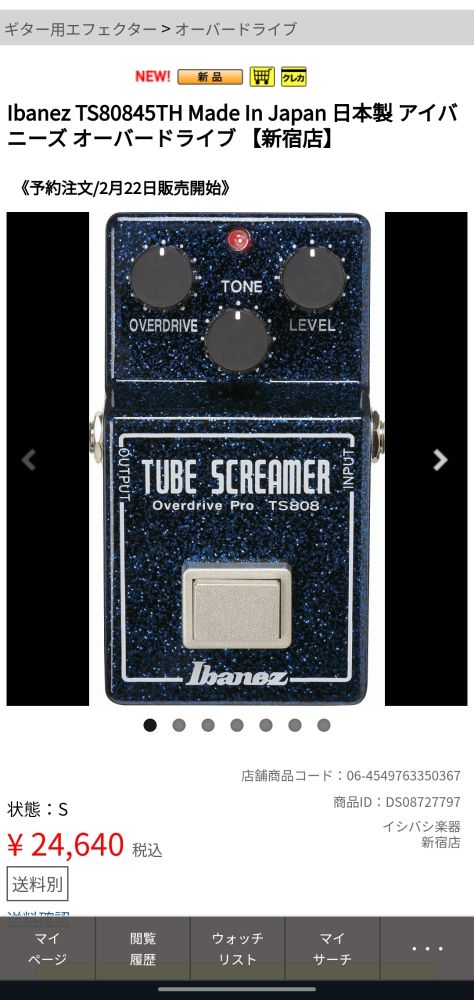 ギター用エフェクター > オーバードライブ
NEW! 新品 クレカ
Ibanez TS80845TH Made In Japan 日本製 アイバ
ニーズ オーバードライブ 【新宿店】
《予約注文/2月22日販売開始》
TONE
OVERDRIVE
LEVEL
OUTPUT
INPUT
TUBE SCREAMER
Overdrive Pro TS808
Ibanez
店舗商品コード：06-4549763350367
商品ID：DS08727797
状態：S
イシバシ楽器
新宿店
¥ 24,640 税込
送料別
送料確認
マイ
ページ
閲覧
履歴
ウォッチ
リスト
マイ
サーチ